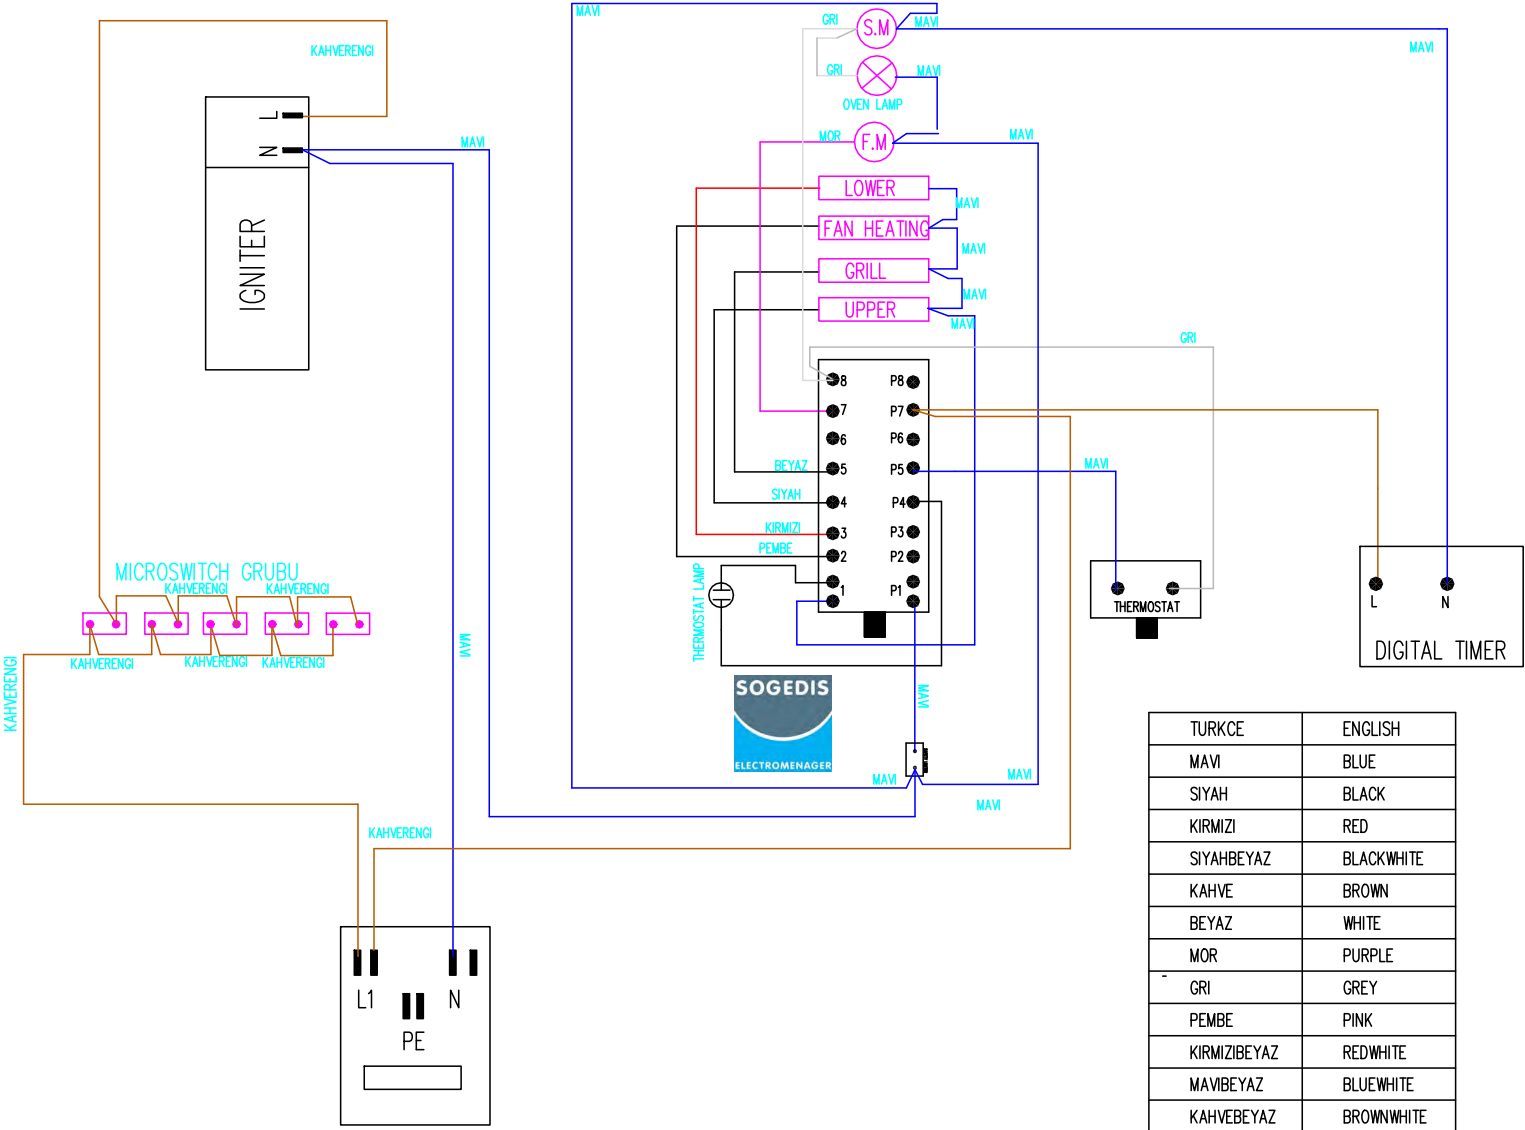 MAVI
GRI
S.M
MAVI
MAVI
KAHVERENGI
GRI
MAVI
OVEN LAMP
L
N
MAVI
MOR
F.M
MAVI
LOWER
MAVI
FAN HEATING
MAVI
GRILL
MAVI
UPPER
MAVI
IGNITER
GRI
8
P8
7
P7
6
P6
BEYAZ
5
P5
MAVI
SIYAH
4
P4
KIRMIZI
3
P3
PEMBE
2
P2
1
P1
THERMOSTAT LAMP
THERMOSTAT
L
N
DIGITAL TIMER
MICROSWITCH GRUBU
KAHVERENGI
KAHVERENGI
KAHVERENGI
KAHVERENGI
KAHVERENGI
KAHVERENGI
MAVI
SOGEDIS
ELECTROMENAGER
MAVI
MAVI
MAVI
MAVI
KAHVERENGI
L1
N
PE
TURKCE ENGLISH
MAVI BLUE
SIYAH BLACK
KIRMIZI RED
SIYAHBEYAZ BLACKWHITE
KAHVE BROWN
BEYAZ WHITE
MOR PURPLE
GRI GREY
PEMBE PINK
KIRMIZIBEYAZ REDWHITE
MAVIBEYAZ BLUEWHITE
KAHVEBEYAZ BROWNWHITE